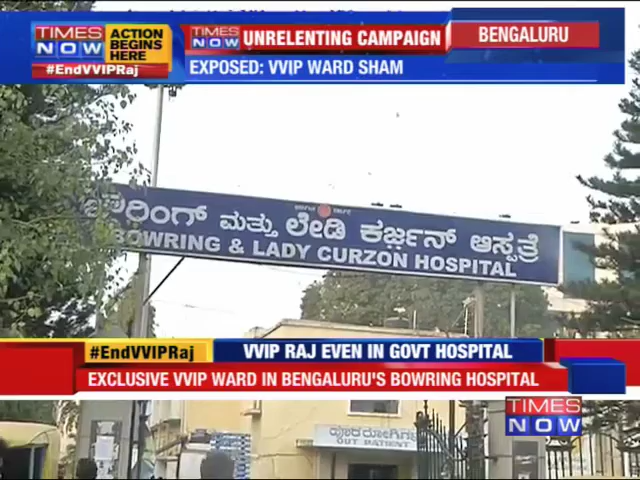 TIMES
NOW
ACTION
BEGINS
HERE
#EndVVIPRaj
TIMES
NOW
UNRELENTING CAMPAIGN
BENGALURU
EXPOSED: VVIP WARD SHAM
ಬೌರಿಂಗ್ ಮತ್ತು ಲೇಡಿ ಕರ್ಜನ್ ಆಸ್ಪತ್ರೆ
BOWRING & LADY CURZON HOSPITAL
#EndVVIPRaj
VVIP RAJ EVEN IN GOVT HOSPITAL
EXCLUSIVE VVIP WARD IN BENGALURU'S BOWRING HOSPITAL
TIMES
NOW
ಹೊರರೋಗಿಗಳ
OUT PATIENT